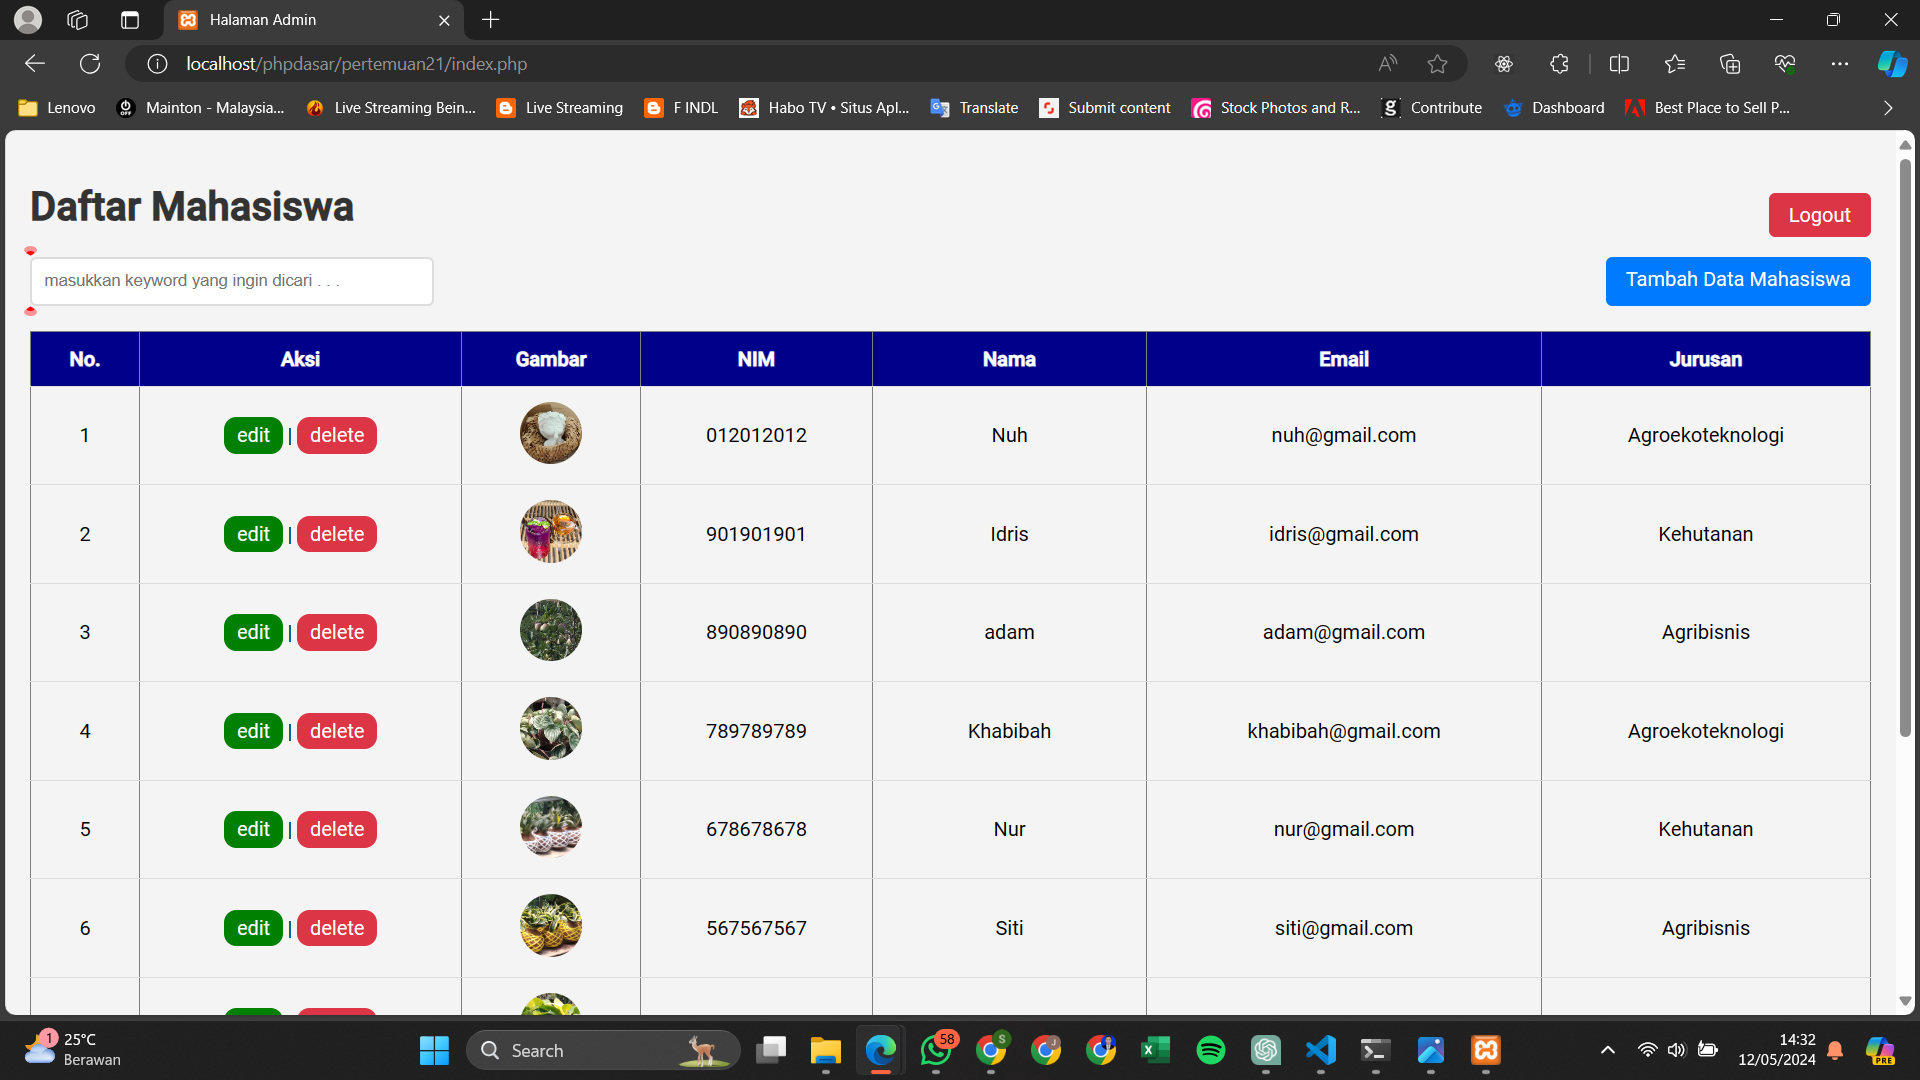 Halaman Admin
localhost/phpdasar/pertemuan21/index.php
Lenovo
Mainton - Malaysia...
Live Streaming Bein...
Live Streaming
F INDL
Habo TV • Situs Apl...
Translate
Submit content
Stock Photos and R...
Contribute
Dashboard
Best Place to Sell P...
Daftar Mahasiswa
Logout
masukkan keyword yang ingin dicari . . .
Tambah Data Mahasiswa
No. Aksi Gambar NIM Nama Email Jurusan
1 edit | delete 012012012 Nuh nuh@gmail.com Agroekoteknologi
2 edit | delete 901901901 Idris idris@gmail.com Kehutanan
3 edit | delete 890890890 adam adam@gmail.com Agribisnis
4 edit | delete 789789789 Khabibah khabibah@gmail.com Agroekoteknologi
5 edit | delete 678678678 Nur nur@gmail.com Kehutanan
6 edit | delete 567567567 Siti siti@gmail.com Agribisnis
1
25°C
Berawan
Search
58
S
J
PRE
14:32
12/05/2024